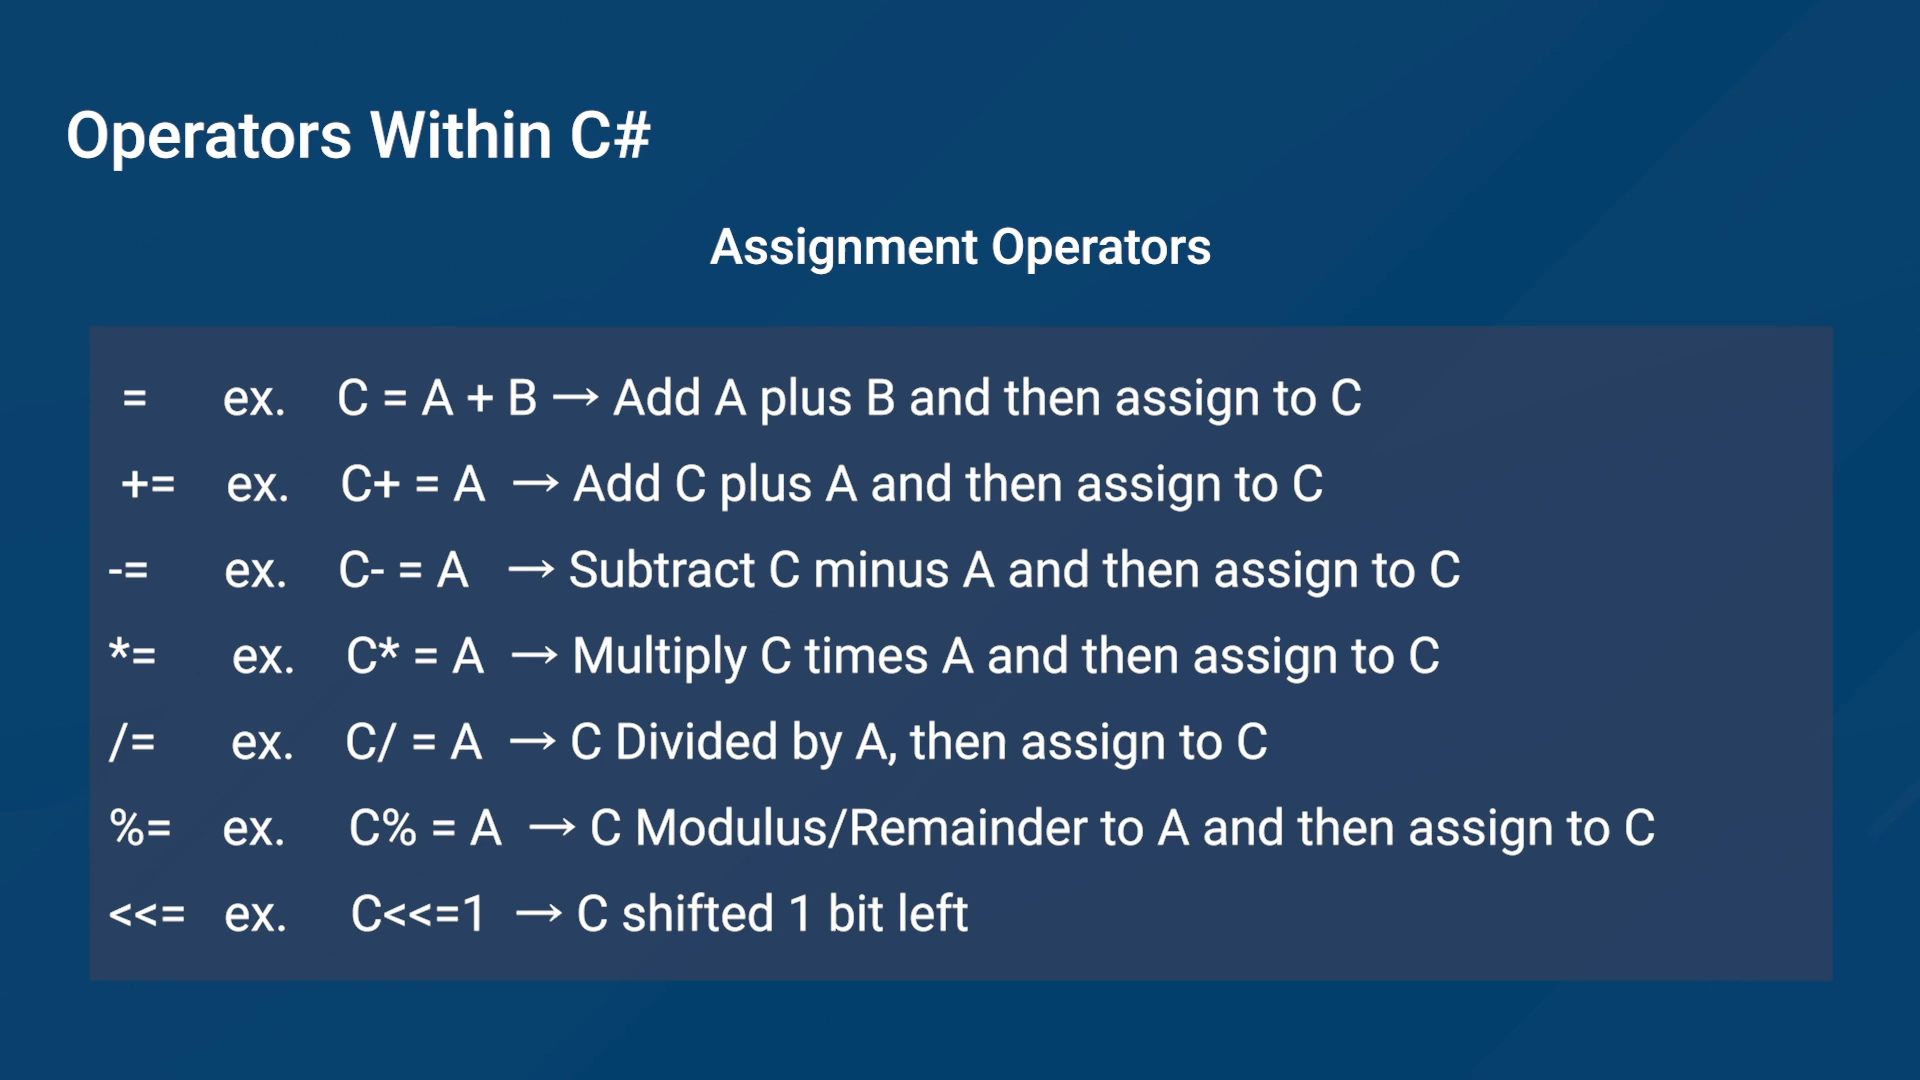 Operators Within C#
Assignment Operators
= ex. C = A + B → Add A plus B and then assign to C
+= ex. C+ = A → Add C plus A and then assign to C
-= ex. C- = A → Subtract C minus A and then assign to C
*= ex. C* = A → Multiply C times A and then assign to C
/= ex. C/ = A → C Divided by A, then assign to C
%= ex. C% = A → C Modulus/Remainder to A and then assign to C
<<= ex. C<<=1 → C shifted 1 bit left